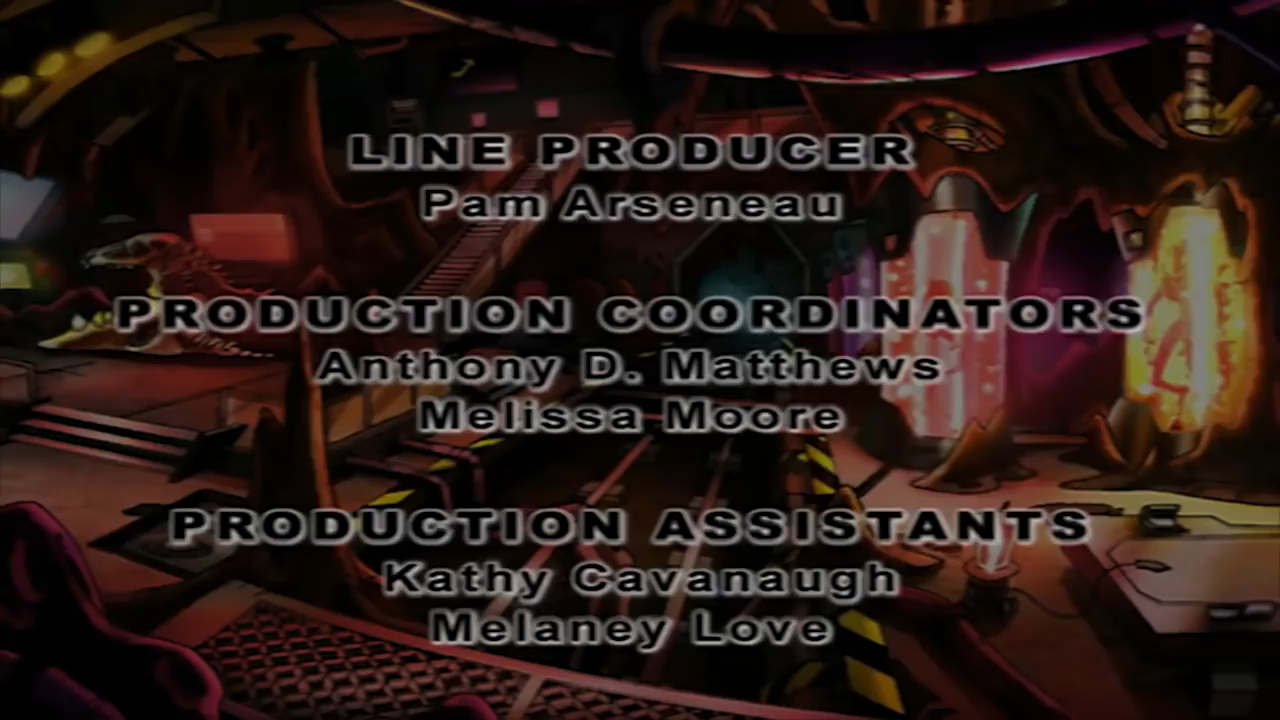 LINE PRODUCER
Pam Arseneau
PRODUCTION COORDINATORS
Anthony D. Matthews
Melissa Moore
PRODUCTION ASSISTANTS
Kathy Cavanaugh
Melaney Love